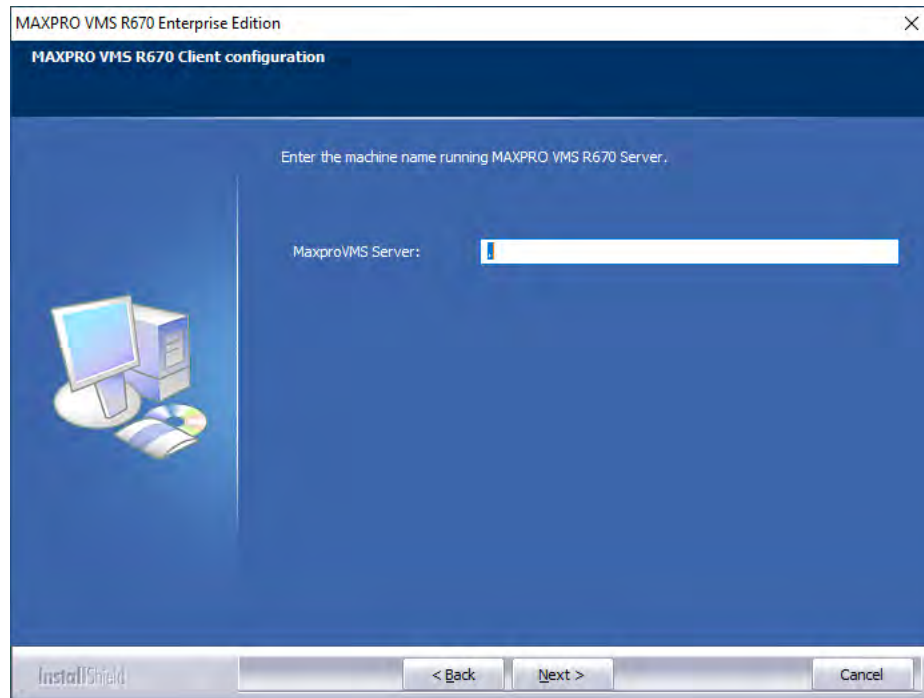 MAXPRO VMS R670 Enterprise Edition
MAXPRO VMS R670 Client configuration
Enter the machine name running MAXPRO VMS R670 Server.
MaxproVMS Server: .
InstallShield
< Back Next > Cancel